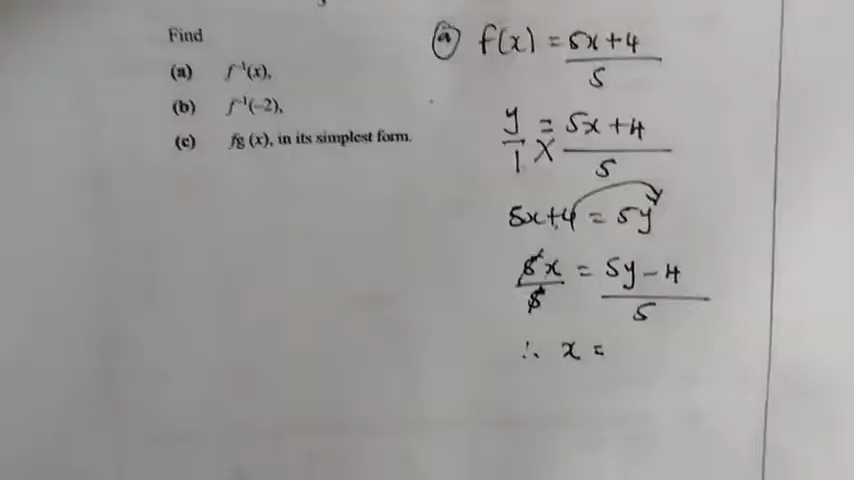 Find
(a) f⁻¹(x),
(b) f⁻¹(–2),
(c) fg (x), in its simplest form.
(a) f(x) = 5x+4
5
y = 5x+4
1 X 5
5x+4 = 5y
5x = 5y – 4
5 5
∴ x =